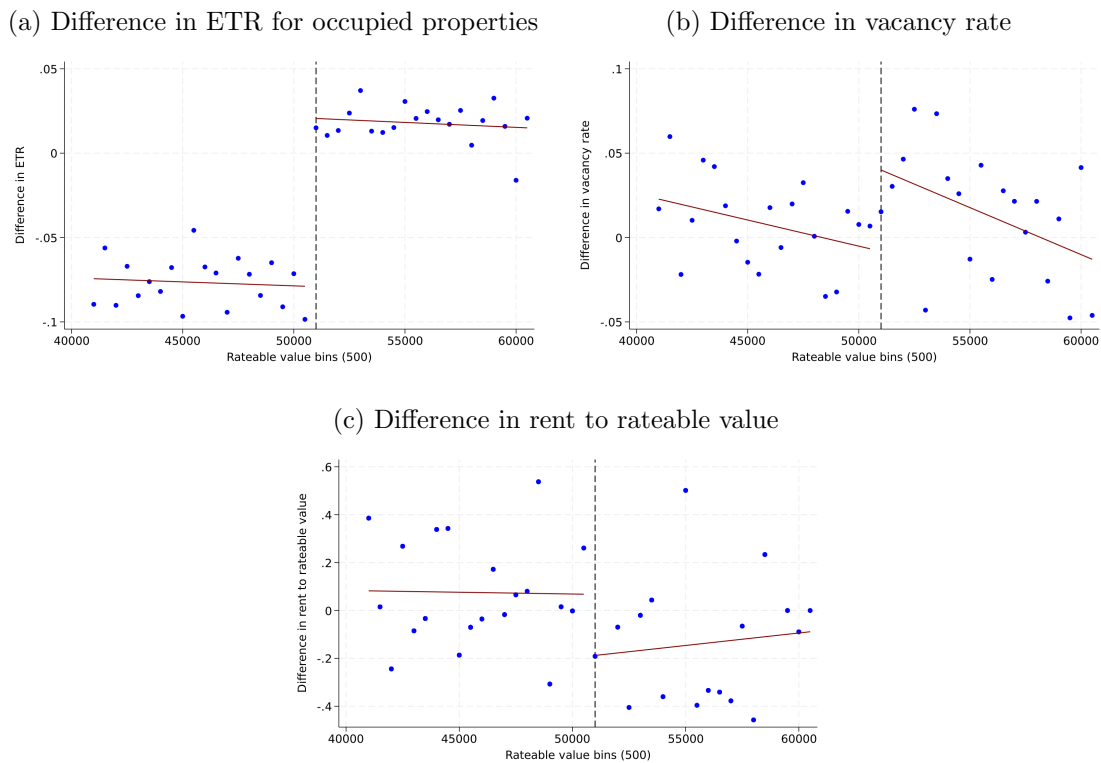 (a) Difference in ETR for occupied properties
.05
0
-.05
-.1
Difference in ETR
40000 45000 50000 55000 60000
Rateable value bins (500)
(b) Difference in vacancy rate
.1
.05
0
-.05
Difference in vacancy rate
40000 45000 50000 55000 60000
Rateable value bins (500)
(c) Difference in rent to rateable value
.6
.4
.2
0
-.2
-.4
Difference in rent to rateable value
40000 45000 50000 55000 60000
Rateable value bins (500)